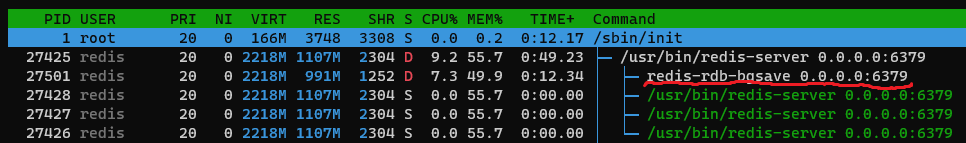 PID USER PRI NI VIRT RES SHR S CPU% MEM% TIME+ Command
1 root 20 0 166M 3748 3308 S 0.0 0.2 0:12.17 /sbin/init
27425 redis 20 0 2218M 1107M 2304 D 9.2 55.7 0:49.23 /usr/bin/redis-server 0.0.0.0:6379
27501 redis 20 0 2218M 991M 1252 D 7.3 49.9 0:12.34 redis-rdb-bgsave 0.0.0.0:6379
27428 redis 20 0 2218M 1107M 2304 S 0.0 55.7 0:00.00 /usr/bin/redis-server 0.0.0.0:6379
27427 redis 20 0 2218M 1107M 2304 S 0.0 55.7 0:00.00 /usr/bin/redis-server 0.0.0.0:6379
27426 redis 20 0 2218M 1107M 2304 S 0.0 55.7 0:00.00 /usr/bin/redis-server 0.0.0.0:6379